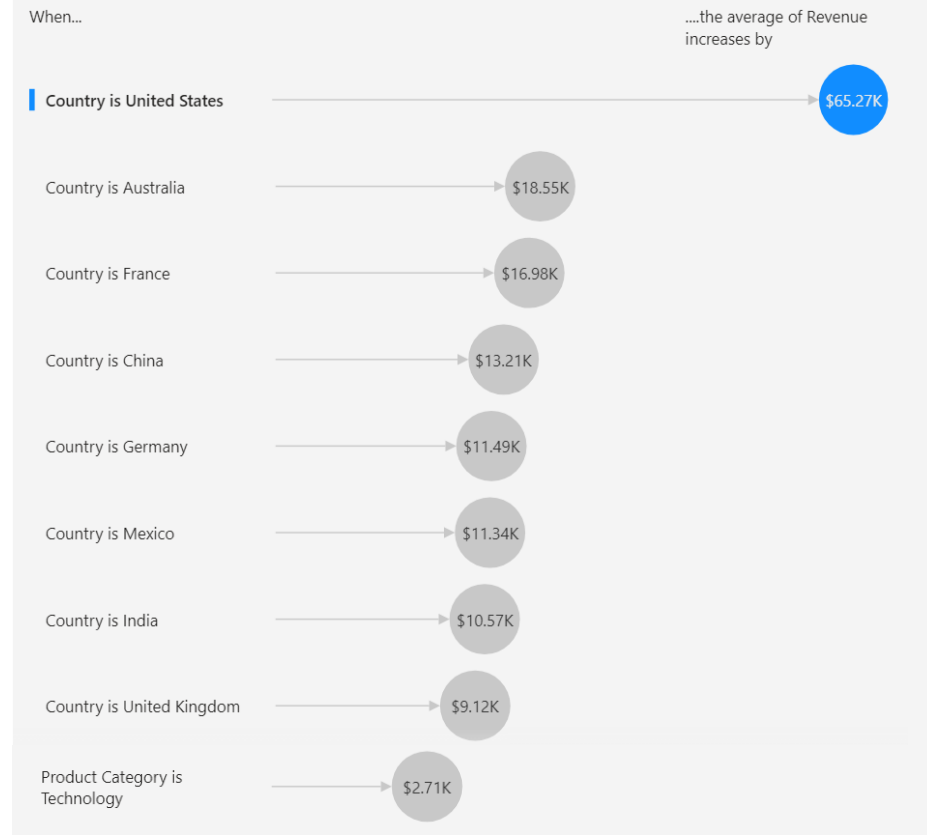 When...
....the average of Revenue
increases by
Country is United States
$65.27K
Country is Australia
$18.55K
Country is France
$16.98K
Country is China
$13.21K
Country is Germany
$11.49K
Country is Mexico
$11.34K
Country is India
$10.57K
Country is United Kingdom
$9.12K
Product Category is
Technology
$2.71K